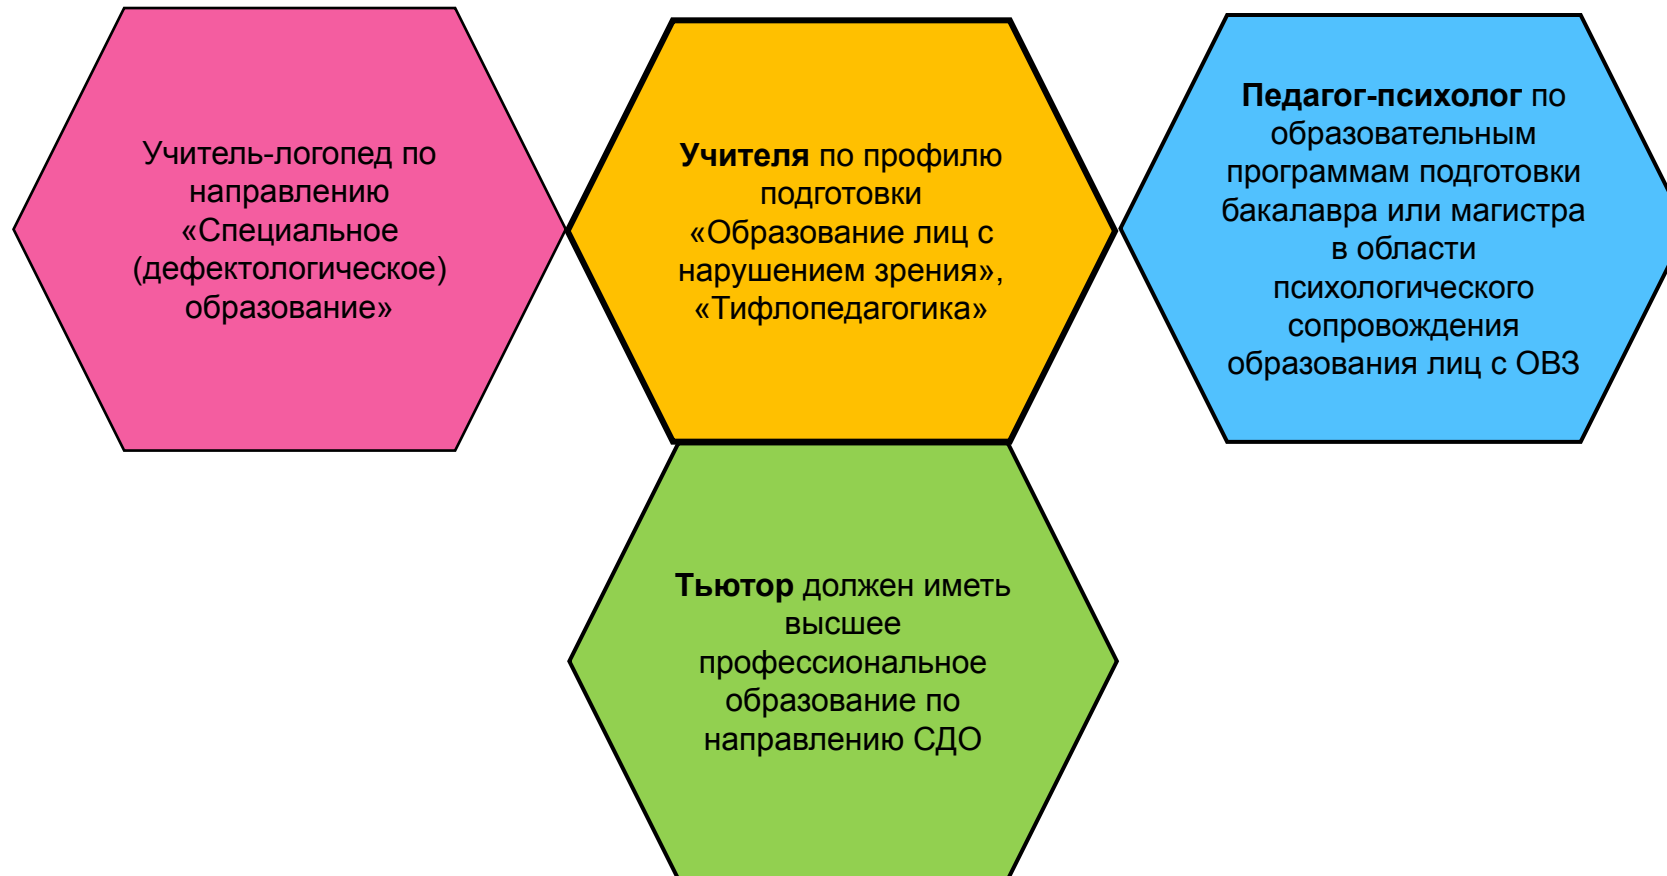 Учитель-логопед по
направлению
«Специальное
(дефектологическое)
образование»
Учителя по профилю
подготовки
«Образование лиц с
нарушением зрения»,
«Тифлопедагогика»
Педагог-психолог по
образовательным
программам подготовки
бакалавра или магистра
в области
психологического
сопровождения
образования лиц с ОВЗ
Тьютор должен иметь
высшее
профессиональное
образование по
направлению СДО